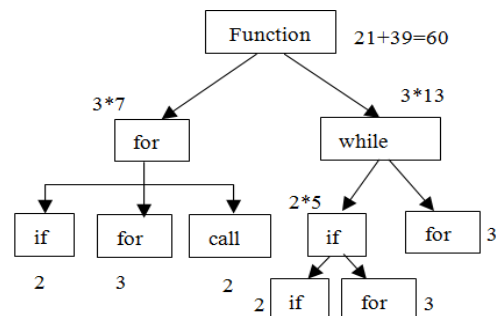 Function
21+39=60
3*7
3*13
for
while
2*5
if
for
call
if
for
3
2
3
2
2
if
for
3